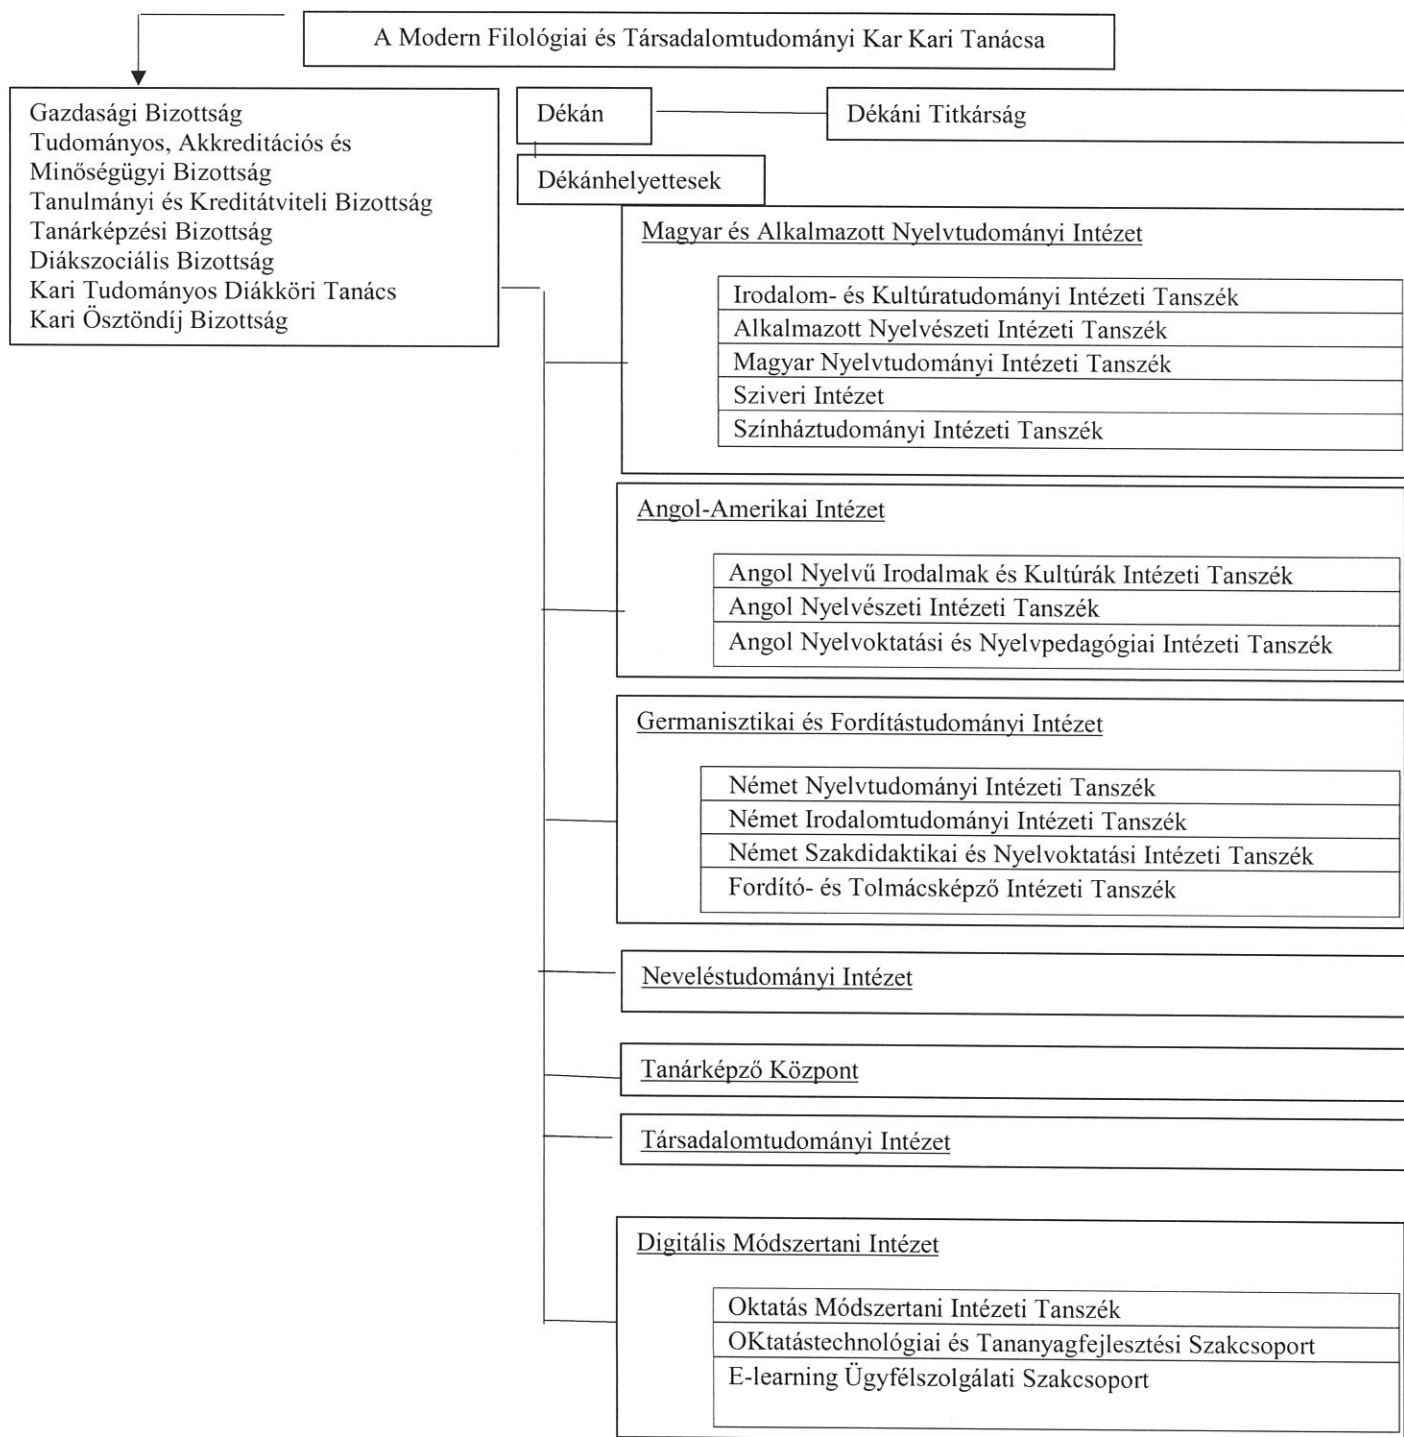 A Modern Filológiai és Társadalomtudományi Kar Kari Tanácsa
Gazdasági Bizottság
Tudományos, Akkreditációs és
Minőségügyi Bizottság
Tanulmányi és Kreditátviteli Bizottság
Tanárképzési Bizottság
Diákszociális Bizottság
Kari Tudományos Diákköri Tanács
Kari Ösztöndíj Bizottság
Dékán
Dékáni Titkárság
Dékánhelyettesek
Magyar és Alkalmazott Nyelvtudományi Intézet
Irodalom- és Kultúratudományi Intézeti Tanszék
Alkalmazott Nyelvészeti Intézeti Tanszék
Magyar Nyelvtudományi Intézeti Tanszék
Sziveri Intézet
Színháztudományi Intézeti Tanszék
Angol-Amerikai Intézet
Angol Nyelvű Irodalmak és Kultúrák Intézeti Tanszék
Angol Nyelvészeti Intézeti Tanszék
Angol Nyelvoktatási és Nyelvpedagógiai Intézeti Tanszék
Germanisztikai és Fordítástudományi Intézet
Német Nyelvtudományi Intézeti Tanszék
Német Irodalomtudományi Intézeti Tanszék
Német Szakdidaktikai és Nyelvoktatási Intézeti Tanszék
Fordító- és Tolmácsképző Intézeti Tanszék
Neveléstudományi Intézet
Tanárképző Központ
Társadalomtudományi Intézet
Digitális Módszertani Intézet
Oktatás Módszertani Intézeti Tanszék
OKtatástechnológiai és Tananyagfejlesztési Szakcsoport
E-learning Ügyfélszolgálati Szakcsoport